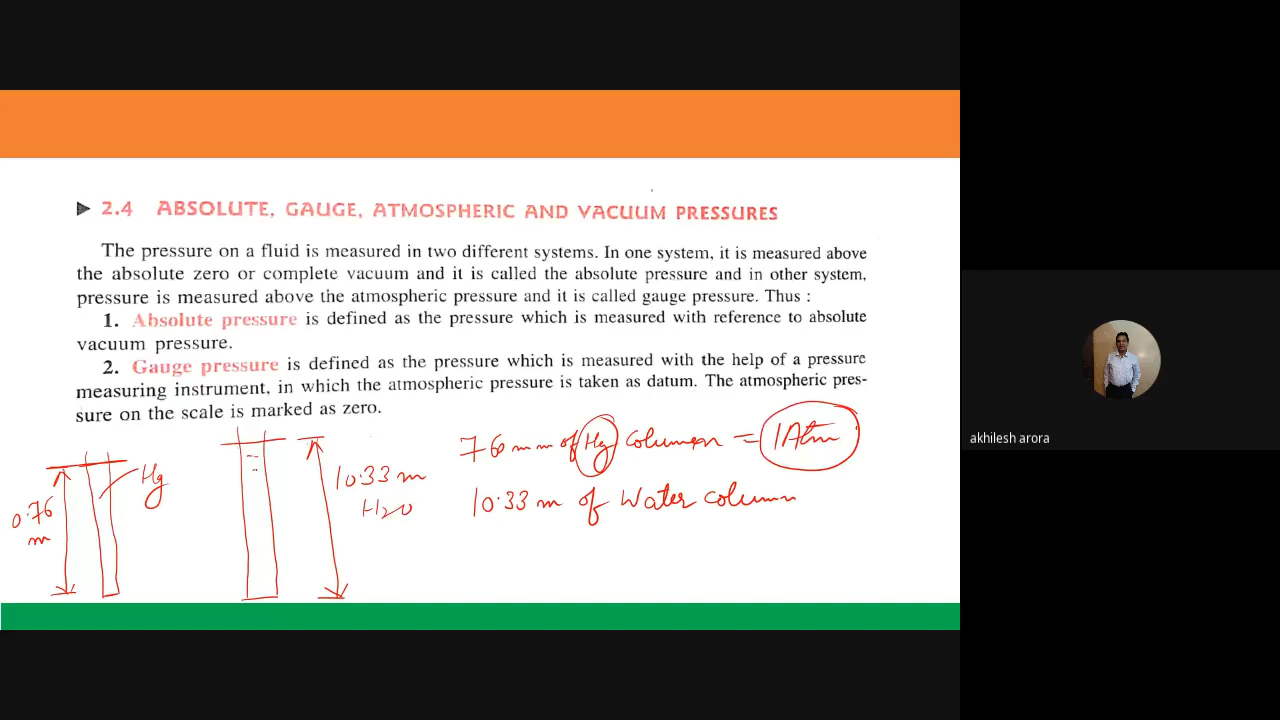 2.4 ABSOLUTE, GAUGE, ATMOSPHERIC AND VACUUM PRESSURES
The pressure on a fluid is measured in two different systems. In one system, it is measured above
the absolute zero or complete vacuum and it is called the absolute pressure and in other system,
pressure is measured above the atmospheric pressure and it is called gauge pressure. Thus :
1. Absolute pressure is defined as the pressure which is measured with reference to absolute
vacuum pressure.
2. Gauge pressure is defined as the pressure which is measured with the help of a pressure
measuring instrument, in which the atmospheric pressure is taken as datum. The atmospheric pres-
sure on the scale is marked as zero.
76 mm of Hg column = 1 Atm
10.33 m of Water column
Hg
0.76
m
10.33 m
H2O
akhilesh arora